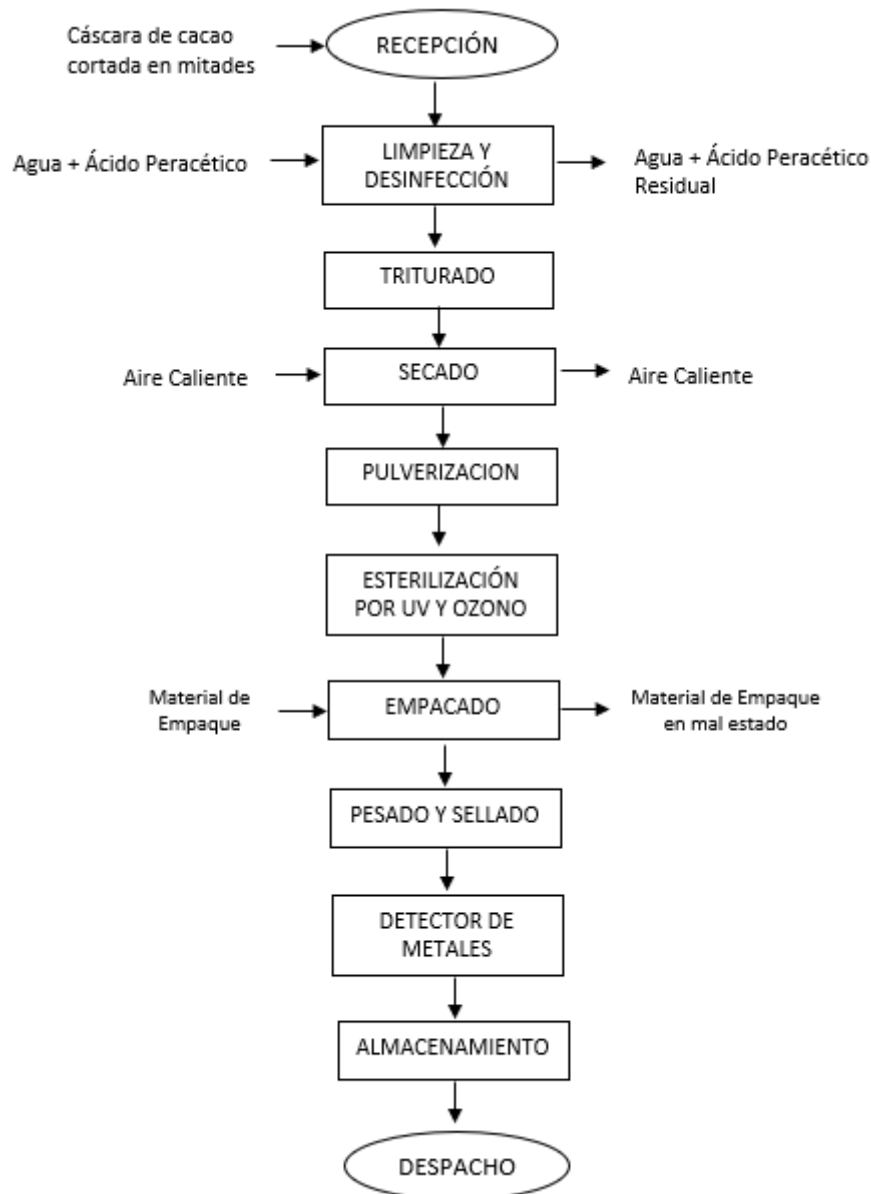 Cáscara de cacao
cortada en mitades
RECEPCIÓN
Agua + Ácido Peracético
LIMPIEZA Y
DESINFECCIÓN
Agua + Ácido Peracético
Residual
TRITURADO
Aire Caliente
SECADO
Aire Caliente
PULVERIZACION
ESTERILIZACIÓN
POR UV Y OZONO
Material de
Empaque
EMPACADO
Material de Empaque
en mal estado
PESADO Y SELLADO
DETECTOR DE
METALES
ALMACENAMIENTO
DESPACHO